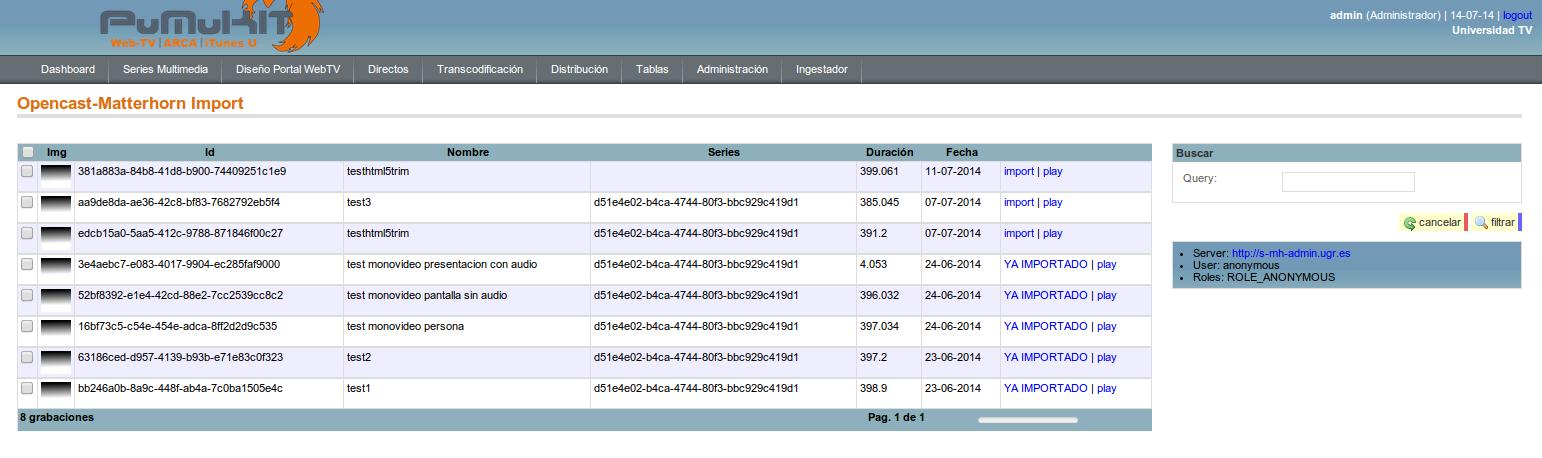 PuMuKIT
Web-TV | ARCA | iTunes U
admin (Administrador) | 14-07-14 | logout
Universidad TV
Dashboard Series Multimedia Diseño Portal WebTV Directos Transcodificación Distribución Tablas Administración Ingestador
Opencast-Matterhorn Import
Img Id Nombre Series Duración Fecha
381a883a-84b8-41d8-b900-74409251c1e9 testhtml5trim 399.061 11-07-2014 import | play
aa9de8da-ae36-42c8-bf83-7682792eb5f4 test3 d51e4e02-b4ca-4744-80f3-bbc929c419d1 385.045 07-07-2014 import | play
edcb15a0-5aa5-412c-9788-871846f00c27 testhtml5trim d51e4e02-b4ca-4744-80f3-bbc929c419d1 391.2 07-07-2014 import | play
3e4aebc7-e083-4017-9904-ec285faf9000 test monovideo presentacion con audio d51e4e02-b4ca-4744-80f3-bbc929c419d1 4.053 24-06-2014 YA IMPORTADO | play
52bf8392-e1e4-42cd-88e2-7cc2539cc8c2 test monovideo pantalla sin audio d51e4e02-b4ca-4744-80f3-bbc929c419d1 396.032 24-06-2014 YA IMPORTADO | play
16bf73c5-c54e-454e-adca-8ff2d2d9c535 test monovideo persona d51e4e02-b4ca-4744-80f3-bbc929c419d1 397.034 24-06-2014 YA IMPORTADO | play
63186ced-d957-4139-b93b-e71e83c0f323 test2 d51e4e02-b4ca-4744-80f3-bbc929c419d1 397.2 23-06-2014 YA IMPORTADO | play
bb246a0b-8a9c-448f-ab4a-7c0ba1505e4c test1 d51e4e02-b4ca-4744-80f3-bbc929c419d1 398.9 23-06-2014 YA IMPORTADO | play
8 grabaciones Pag. 1 de 1
Buscar
Query:
cancelar filtrar
Server: http://s-mh-admin.ugr.es
User: anonymous
Roles: ROLE_ANONYMOUS